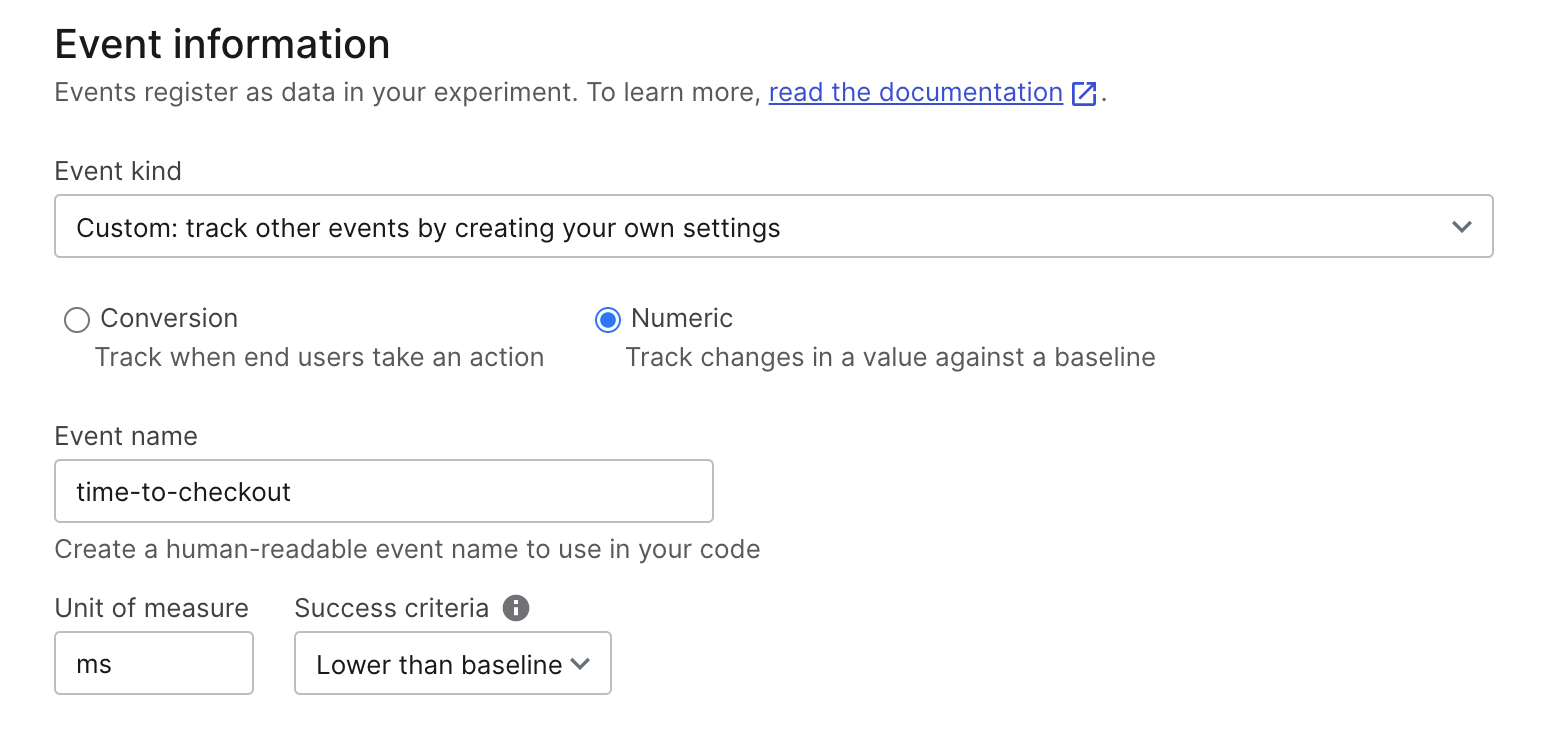 Event information
Events register as data in your experiment. To learn more, read the documentation.
Event kind
Custom: track other events by creating your own settings
Conversion Numeric
Track when end users take an action Track changes in a value against a baseline
Event name
time-to-checkout
Create a human-readable event name to use in your code
Unit of measure Success criteria
ms Lower than baseline